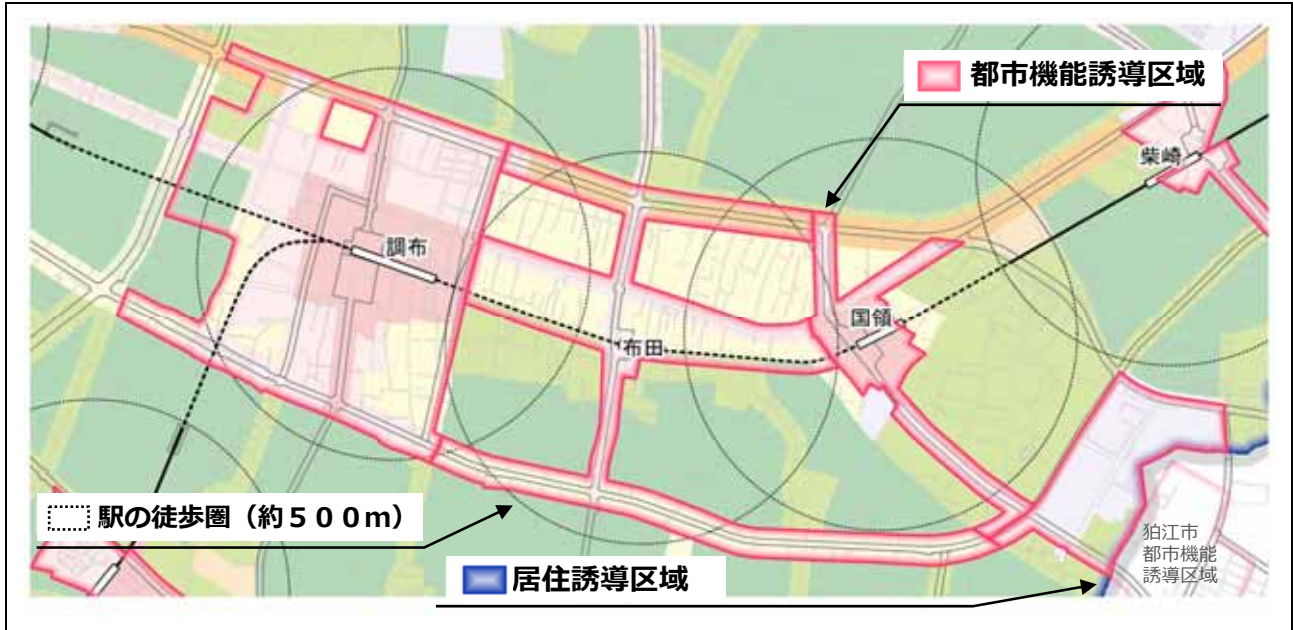 都市機能誘導区域
柴崎
調布
国領
布田
駅の徒歩圏（約５００ｍ）
狛江市
都市機能
誘導区域
居住誘導区域